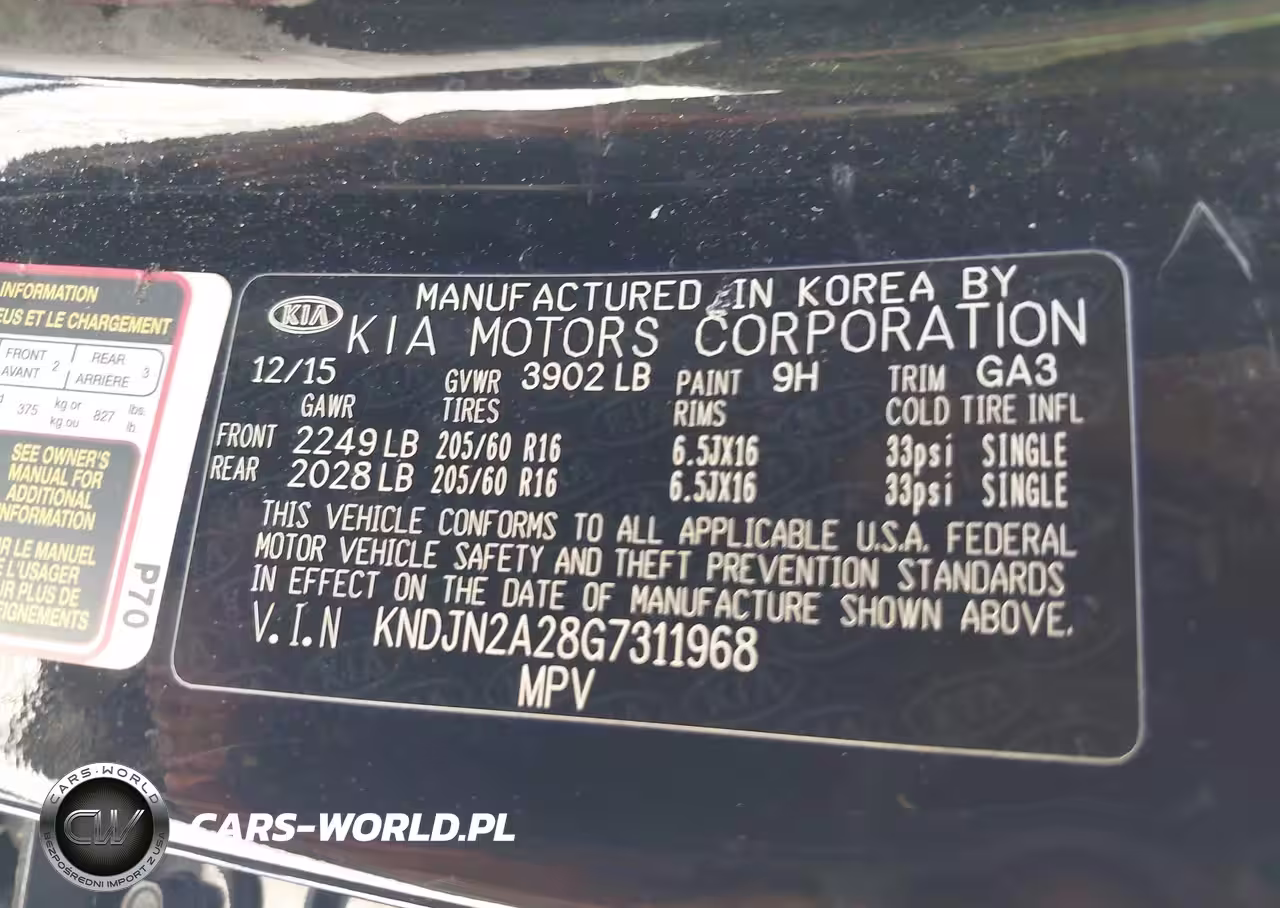 INFORMATION
EUS ET LE CHARGEMENT
FRONT AVANT 2 REAR ARRIÈRE 3
375 kg or kg.ou 827 lbs. lb
SEE OWNER'S
MANUAL FOR
ADDITIONAL
INFORMATION
R LE MANUEL
L'USAGER
R PLUS DE
EIGNEMENTS
P70
KIA
MANUFACTURED IN KOREA BY
KIA MOTORS CORPORATION
12/15 GVWR 3902 LB PAINT 9H TRIM GA3
GAWR TIRES RIMS COLD TIRE INFL
FRONT 2249 LB 205/60 R16 6.5JX16 33psi SINGLE
REAR 2028 LB 205/60 R16 6.5JX16 33psi SINGLE
THIS VEHICLE CONFORMS TO ALL APPLICABLE U.S.A. FEDERAL
MOTOR VEHICLE SAFETY AND THEFT PREVENTION STANDARDS
IN EFFECT ON THE DATE OF MANUFACTURE SHOWN ABOVE.
V.I.N KNDJN2A28G7311968
MPV
CARS-WORLD
CW
BEZPOŚREDNI IMPORT Z USA
CARS-WORLD.PL